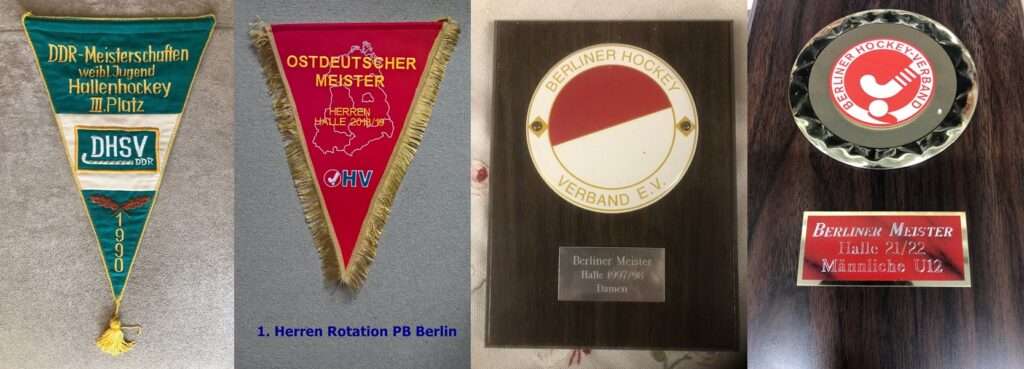 DDR-Meisterschaften
weibl. Jugend
Hallenhockey
III. Platz
DHSV
DDR
1990
OSTDEUTSCHER
MEISTER
HERREN
HALLE 2018/19
OHV
1. Herren Rotation PB Berlin
BERLINER HOCKEY
VERBAND E.V.
Berliner Meister
Halle 1997/98
Damen
BERLINER HOCKEY-VERBAND
BERLINER MEISTER
Halle 21/22
Männliche U12